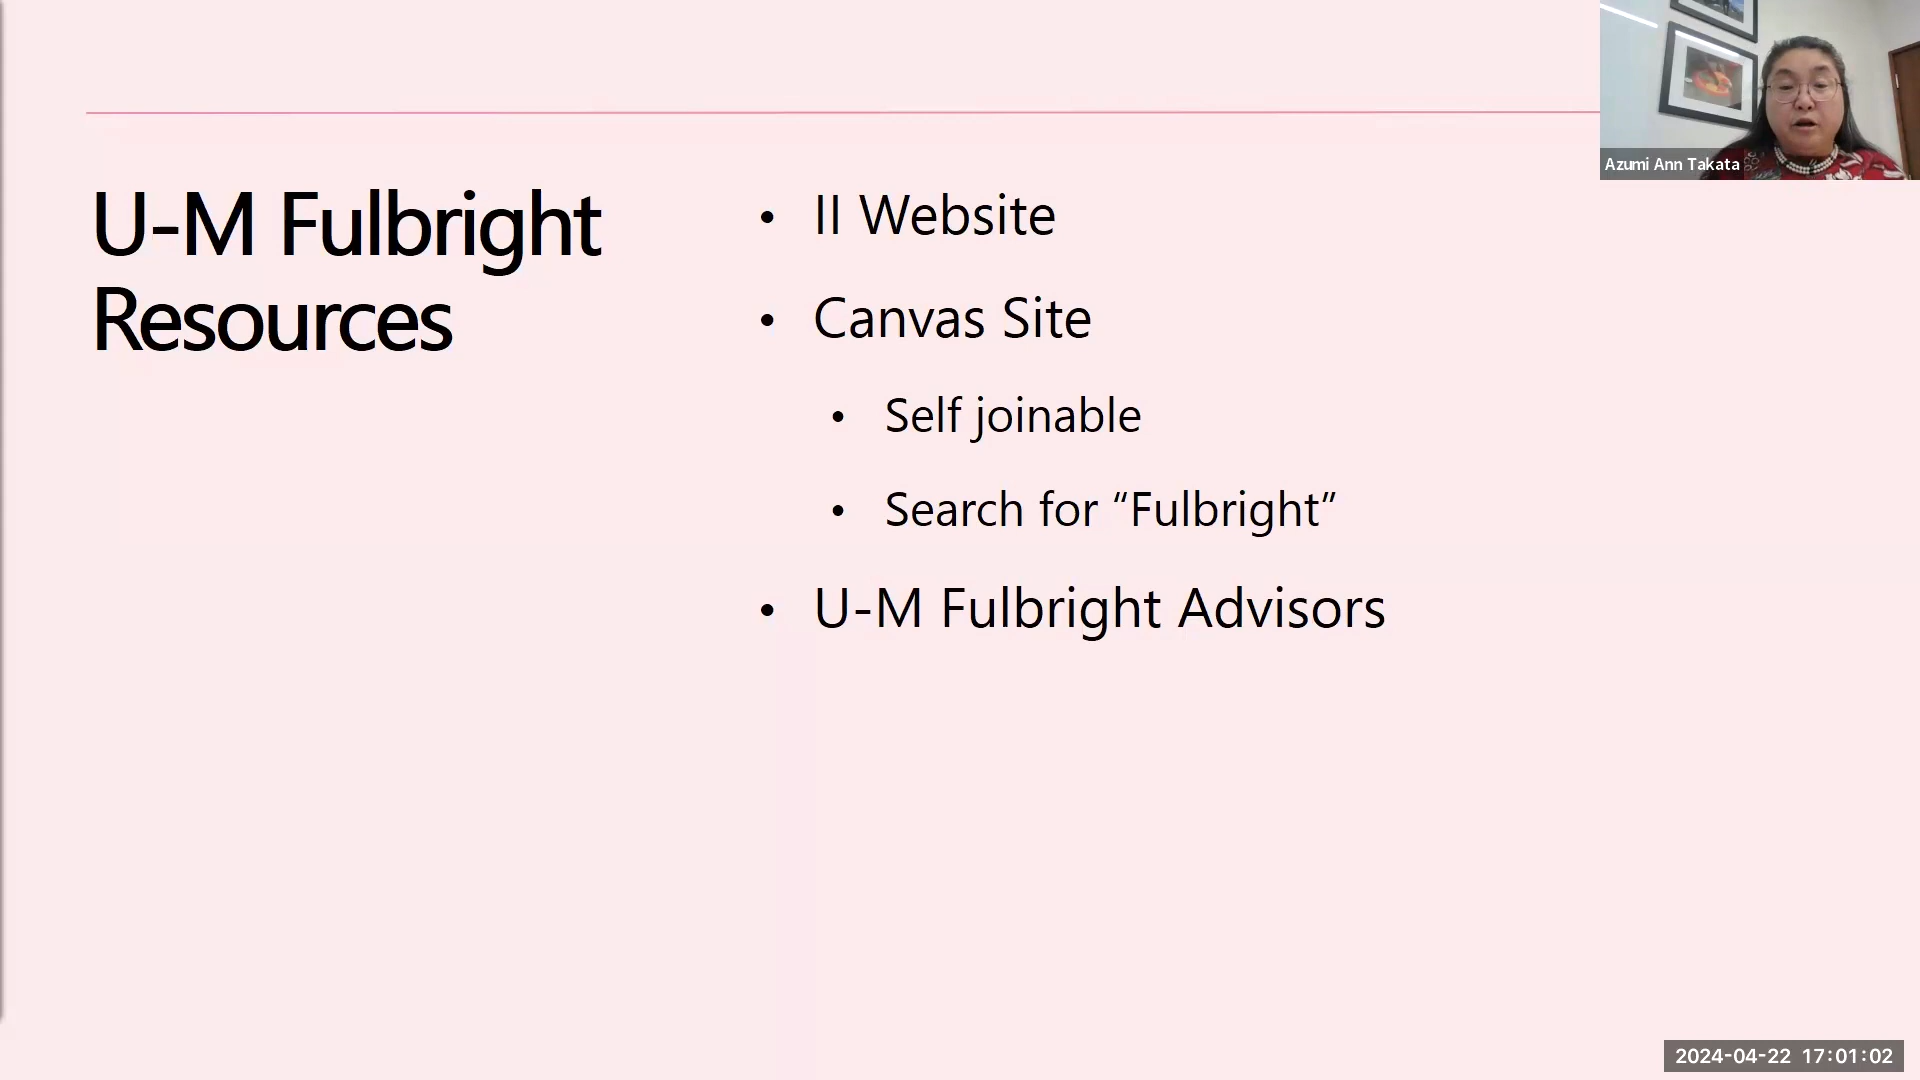 U-M Fulbright
Resources
• II Website
• Canvas Site
• Self joinable
• Search for “Fulbright”
• U-M Fulbright Advisors
Azumi Ann Takata
2024-04-22 17:01:02